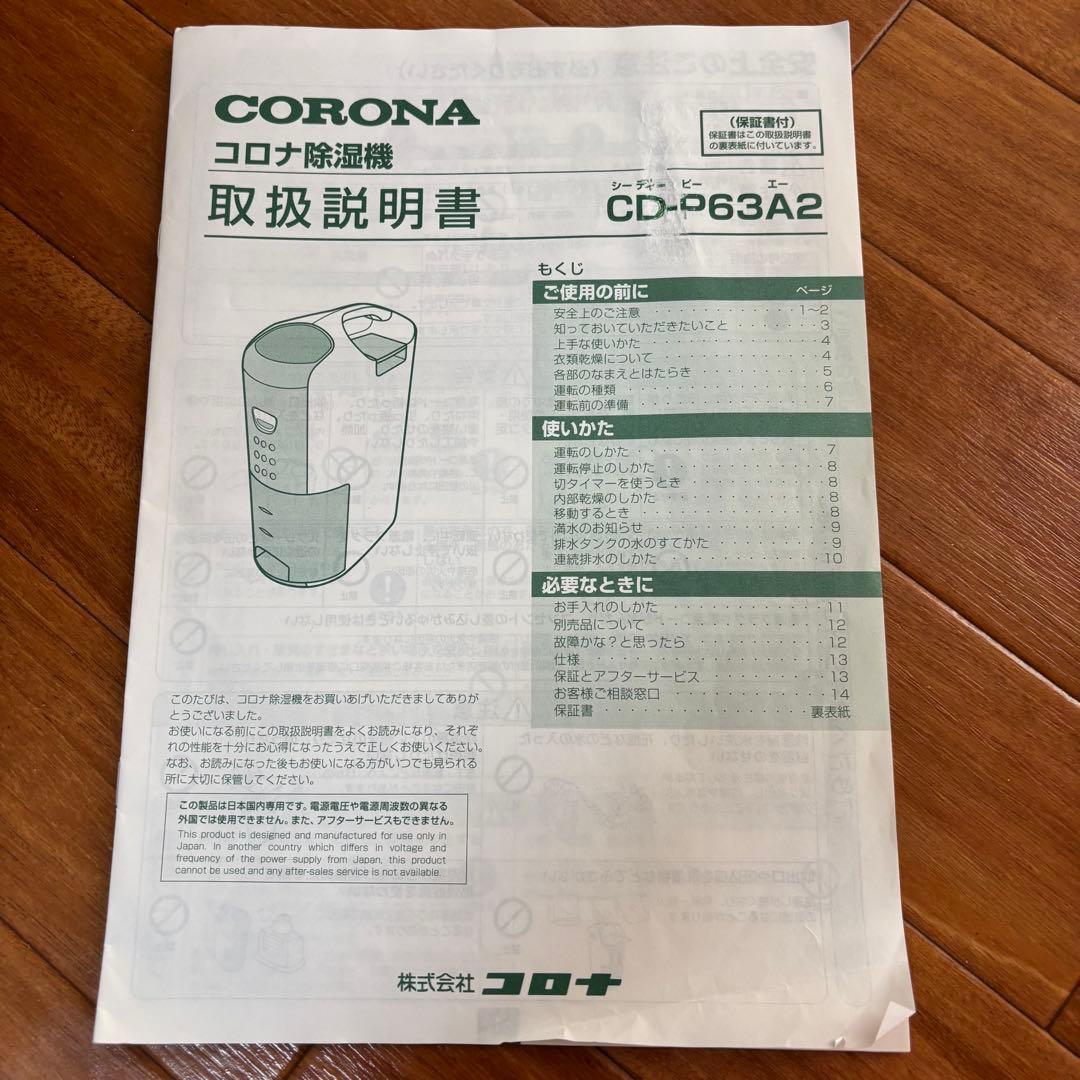 CORONA
コロナ除湿機
取扱説明書
(保証書付)
保証書はこの取扱説明書
の裏表紙に付いています。
シー ディー ピー エー
CD-P63A2
もくじ
ご使用の前に ページ
安全上のご注意 ・・・・・・・・・・・・ 1〜2
知っておいていただきたいこと ・・・・・・・ 3
上手な使いかた ・・・・・・・・・・・・・ 4
衣類乾燥について ・・・・・・・・・・・・ 4
各部のなまえとはたらき ・・・・・・・・・ 5
運転の種類 ・・・・・・・・・・・・・・ 6
運転前の準備 ・・・・・・・・・・・・・ 7
使いかた
運転のしかた ・・・・・・・・・・・・・ 7
運転停止のしかた ・・・・・・・・・・・・ 8
切タイマーを使うとき ・・・・・・・・・・ 8
内部乾燥のしかた ・・・・・・・・・・・・ 8
移動するとき ・・・・・・・・・・・・・ 8
満水のお知らせ ・・・・・・・・・・・・・ 9
排水タンクの水のすてかた ・・・・・・・・ 9
連続排水のしかた ・・・・・・・・・・・・ 10
必要なときに
お手入れのしかた ・・・・・・・・・・・・ 11
別売品について ・・・・・・・・・・・・・ 12
故障かな？と思ったら ・・・・・・・・・・ 12
仕様 ・・・・・・・・・・・・・・・・・ 13
保証とアフターサービス ・・・・・・・・・ 13
お客様ご相談窓口 ・・・・・・・・・・・・ 14
保証書 ・・・・・・・・・・・・・・・ 裏表紙
このたびは、コロナ除湿機をお買いあげいただきましてありが
とうございました。
お使いになる前にこの取扱説明書をよくお読みになり、それぞ
れの性能を十分にお心得になったうえで正しくお使いください。
なお、お読みになった後もお使いになる方がいつでも見られる
所に大切に保管してください。
この製品は日本国内専用です。電源電圧や電源周波数の異なる
外国では使用できません。また、アフターサービスもできません。
This product is designed and manufactured for use only in
Japan. In another country which differs in voltage and
frequency of the power supply from Japan, this product
cannot be used and any after-sales service is not available.
株式会社 コロナ